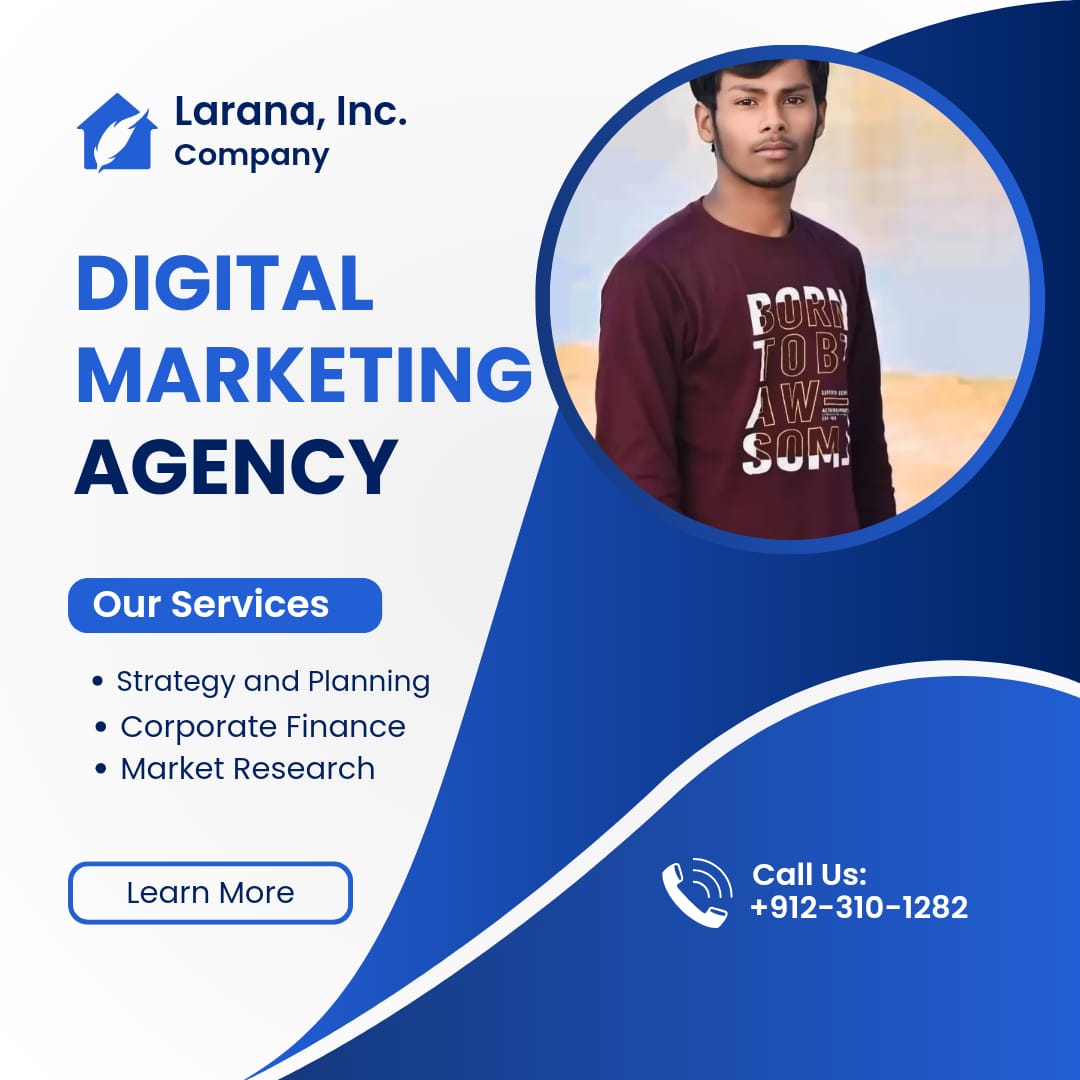 Larana, Inc.
Company
DIGITAL
MARKETING
AGENCY
BORN
TO B
AW
SOM
Our Services
• Strategy and Planning
• Corporate Finance
• Market Research
Learn More
Call Us:
+912-310-1282